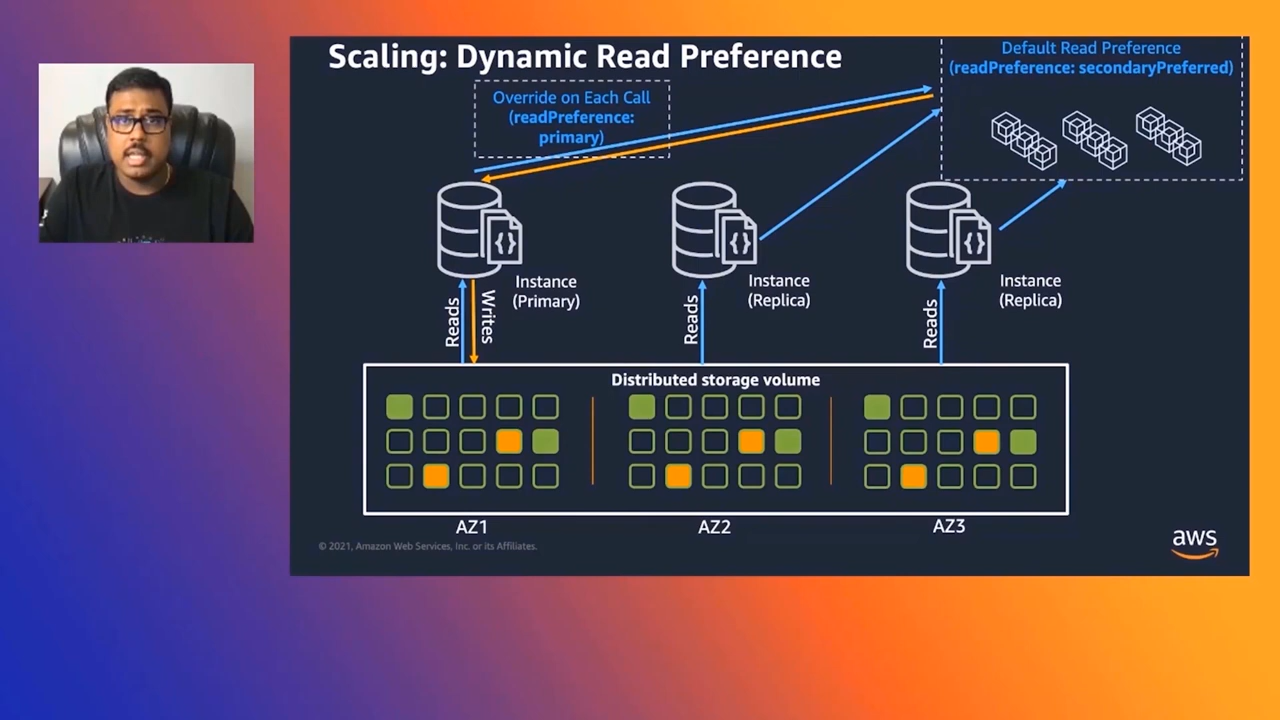 Scaling: Dynamic Read Preference
Default Read Preference
(readPreference: secondaryPreferred)
Override on Each Call
(readPreference:
primary)
{}
{}
{}
Instance
(Primary)
Instance
(Replica)
Instance
(Replica)
Reads
Writes
Reads
Reads
Distributed storage volume
AZ1
AZ2
AZ3
© 2021, Amazon Web Services, Inc. or its Affiliates.
aws